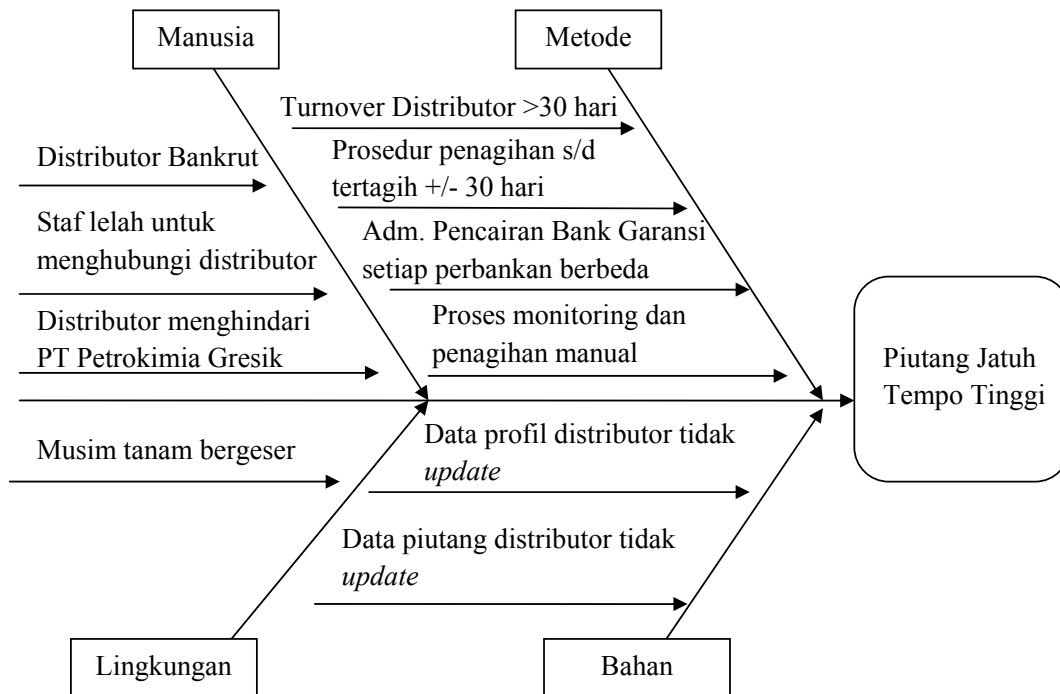 Manusia
Metode
Turnover Distributor >30 hari
Distributor Bankrut
Prosedur penagihan s/d
tertagih +/- 30 hari
Staf lelah untuk
menghubungi distributor
Adm. Pencairan Bank Garansi
setiap perbankan berbeda
Distributor menghindari
PT Petrokimia Gresik
Proses monitoring dan
penagihan manual
Piutang Jatuh
Tempo Tinggi
Musim tanam bergeser
Data profil distributor tidak
update
Data piutang distributor tidak
update
Lingkungan
Bahan